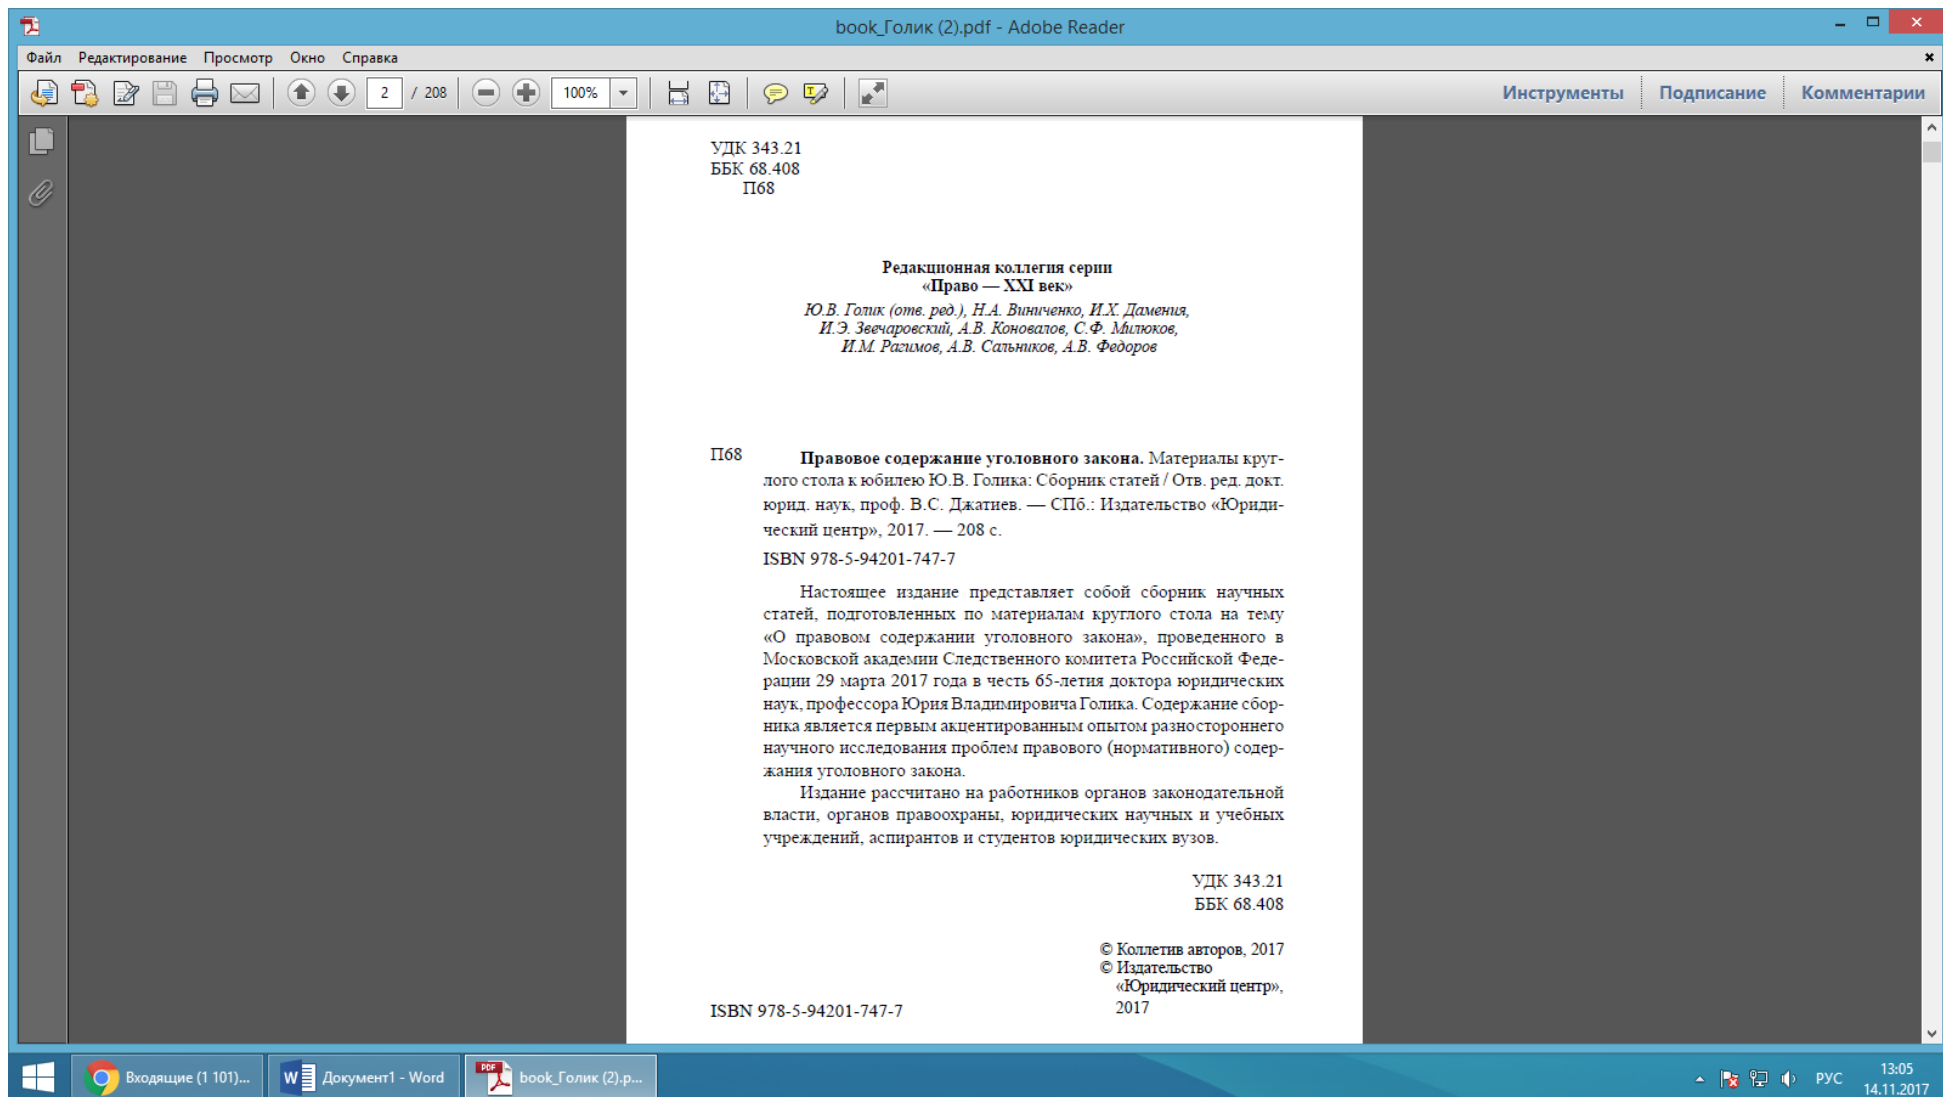 book_Голик (2).pdf - Adobe Reader
Файл Редактирование Просмотр Окно Справка
2 / 208 100% Инструменты Подписание Комментарии
УДК 343.21
ББК 68.408
П68
Редакционная коллегия серии
«Право — XXI век»
Ю.В. Голик (отв. ред.), Н.А. Виниченко, И.Х. Дамения,
И.Э. Звечаровский, А.В. Коновалов, С.Ф. Милюков,
И.М. Рагимов, А.В. Сальников, А.В. Федоров
П68 Правовое содержание уголовного закона. Материалы круг-
лого стола к юбилею Ю.В. Голика: Сборник статей / Отв. ред. докт.
юрид. наук, проф. В.С. Джатиев. — СПб.: Издательство «Юриди-
ческий центр», 2017. — 208 с.
ISBN 978-5-94201-747-7
Настоящее издание представляет собой сборник научных
статей, подготовленных по материалам круглого стола на тему
«О правовом содержании уголовного закона», проведенного в
Московской академии Следственного комитета Российской Феде-
рации 29 марта 2017 года в честь 65-летия доктора юридических
наук, профессора Юрия Владимировича Голика. Содержание сбор-
ника является первым акцентированным опытом разностороннего
научного исследования проблем правового (нормативного) содер-
жания уголовного закона.
Издание рассчитано на работников органов законодательной
власти, органов правоохраны, юридических научных и учебных
учреждений, аспирантов и студентов юридических вузов.
УДК 343.21
ББК 68.408
© Коллетив авторов, 2017
© Издательство
«Юридический центр»,
ISBN 978-5-94201-747-7 2017
Входящие (1 101)... Документ1 - Word book_Голик (2).p... РУС 13:05
14.11.2017